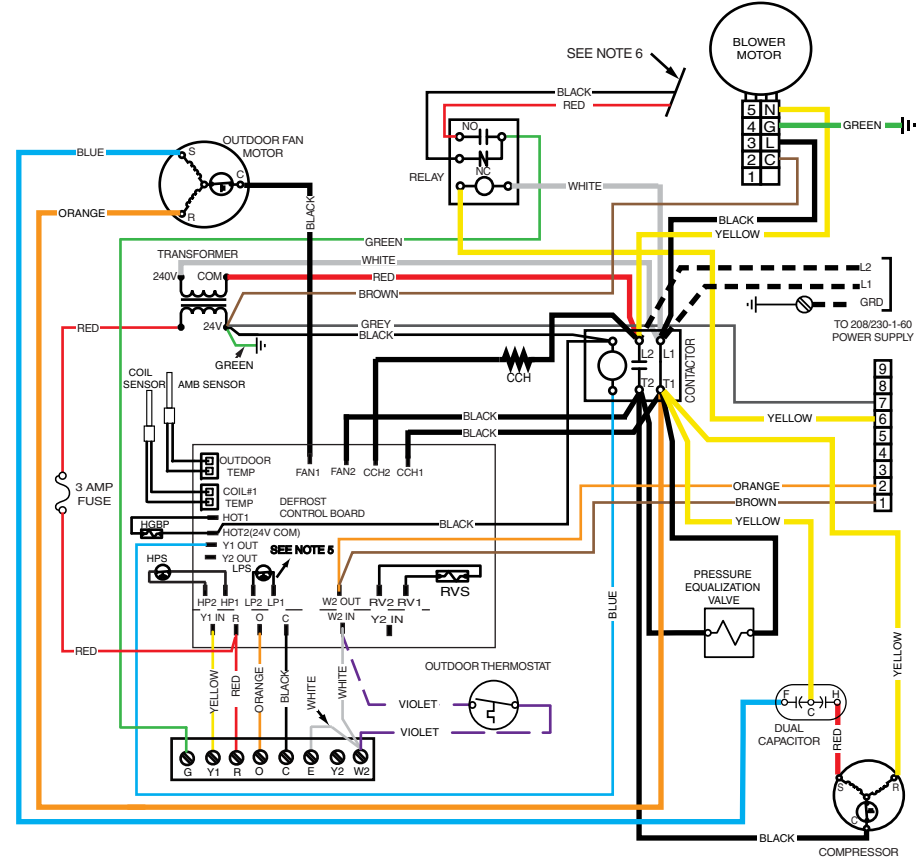 BLOWER
MOTOR
SEE NOTE 6
BLACK
RED
5 N
4 G
3 L
2 C
1
GREEN
NO
NC
RELAY
WHITE
OUTDOOR FAN
MOTOR
S
C
R
BLUE
ORANGE
BLACK
BLACK
YELLOW
GREEN
TRANSFORMER
WHITE
240V
COM
RED
BROWN
24V
GREY
BLACK
GREEN
RED
L2
L1
GRD
TO 208/230-1-60
POWER SUPPLY
L2
L1
T2
T1
CONTACTOR
CCH
COIL
SENSOR
AMB SENSOR
9
8
7
6
5
4
3
2
1
YELLOW
BLACK
BLACK
FAN1
FAN2
CCH2
CCH1
OUTDOOR
TEMP
COIL#1
TEMP
DEFROST
CONTROL BOARD
3 AMP
FUSE
ORANGE
BROWN
YELLOW
HOT1
HGBP
HOT2(24V COM)
BLACK
Y1 OUT
Y2 OUT
HPS
LPS
SEE NOTE 5
HP2
HP1
LP2
LP1
W2 OUT
RV2
RV1
RVS
Y1 IN
R
O
C
W2 IN
Y2 IN
BLUE
PRESSURE
EQUALIZATION
VALVE
RED
YELLOW
RED
ORANGE
BLACK
WHITE
WHITE
OUTDOOR THERMOSTAT
VIOLET
VIOLET
YELLOW
F
C
H
DUAL
CAPACITOR
RED
G
Y1
R
O
C
E
Y2
W2
S
R
C
BLACK
COMPRESSOR